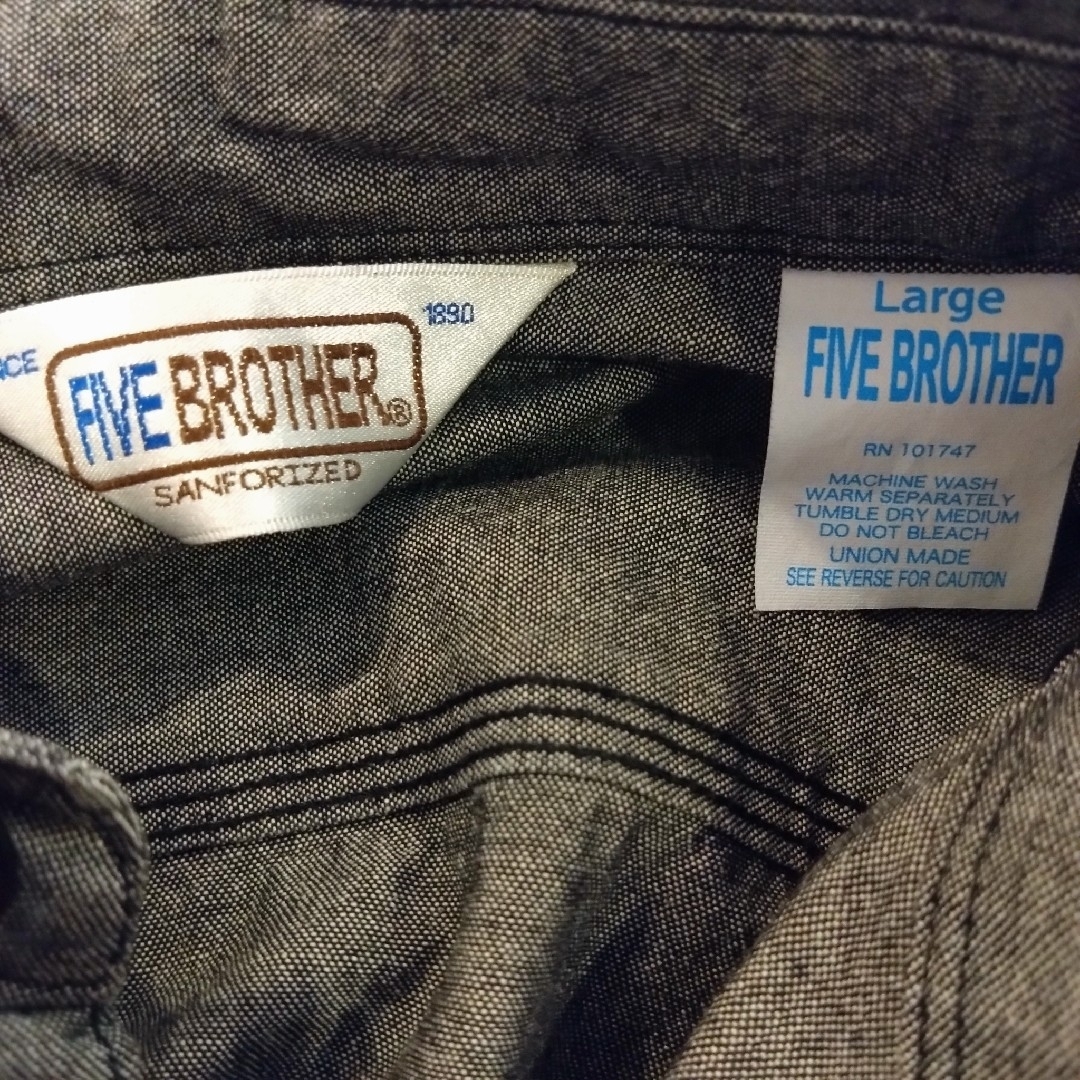 1890
FIVE BROTHER®
SANFORIZED
Large
FIVE BROTHER
RN 101747
MACHINE WASH
WARM SEPARATELY
TUMBLE DRY MEDIUM
DO NOT BLEACH
UNION MADE
SEE REVERSE FOR CAUTION